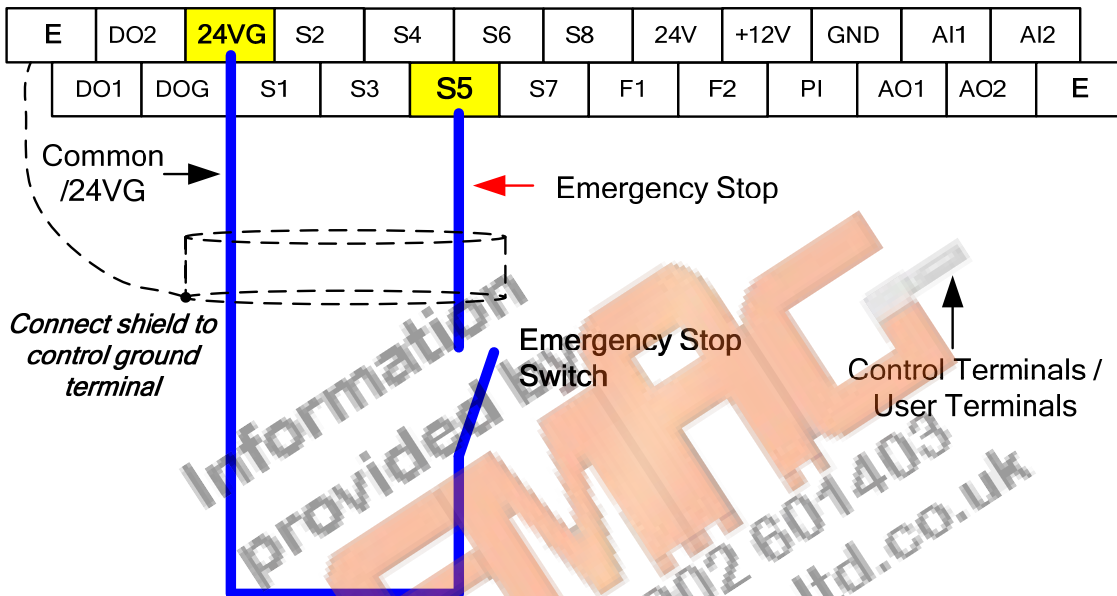 E DO2 24VG S2 S4 S6 S8 24V +12V GND AI1 AI2
DO1 DOG S1 S3 S5 S7 F1 F2 PI AO1 AO2 E
Common
/24VG
Emergency Stop
Connect shield to
control ground
terminal
Emergency Stop
Switch
Control Terminals /
User Terminals
Information
provided by
601403
ltd.co.uk